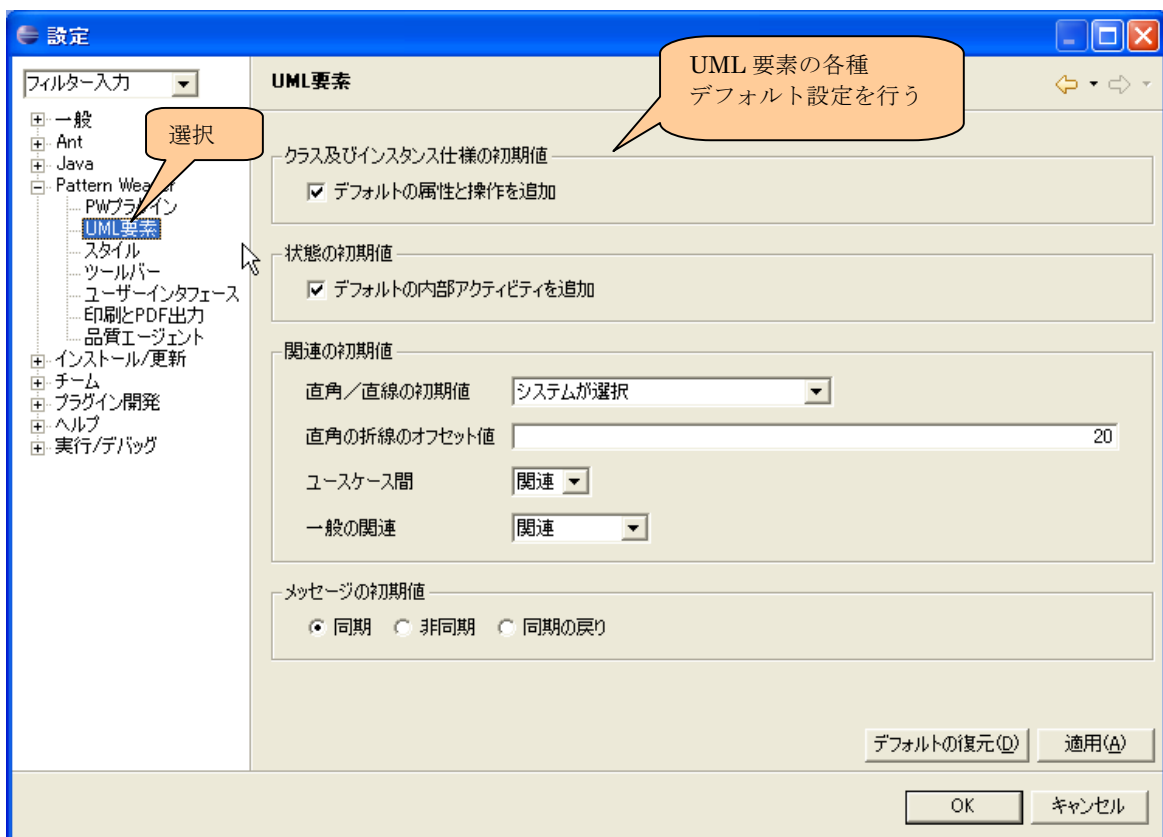 設定
フィルター入力
一般
Ant
Java
Pattern Weaver
PWプラグイン
UML要素
スタイル
ツールバー
ユーザーインタフェース
印刷とPDF出力
品質エージェント
インストール/更新
チーム
プラグイン開発
ヘルプ
実行/デバッグ
選択
UML要素
UML 要素の各種
デフォルト設定を行う
クラス及びインスタンス仕様の初期値
デフォルトの属性と操作を追加
状態の初期値
デフォルトの内部アクティビティを追加
関連の初期値
直角／直線の初期値 システムが選択
直角の折線のオフセット値 20
ユースケース間 関連
一般の関連 関連
メッセージの初期値
同期 非同期 同期の戻り
デフォルトの復元(D) 適用(A)
OK キャンセル